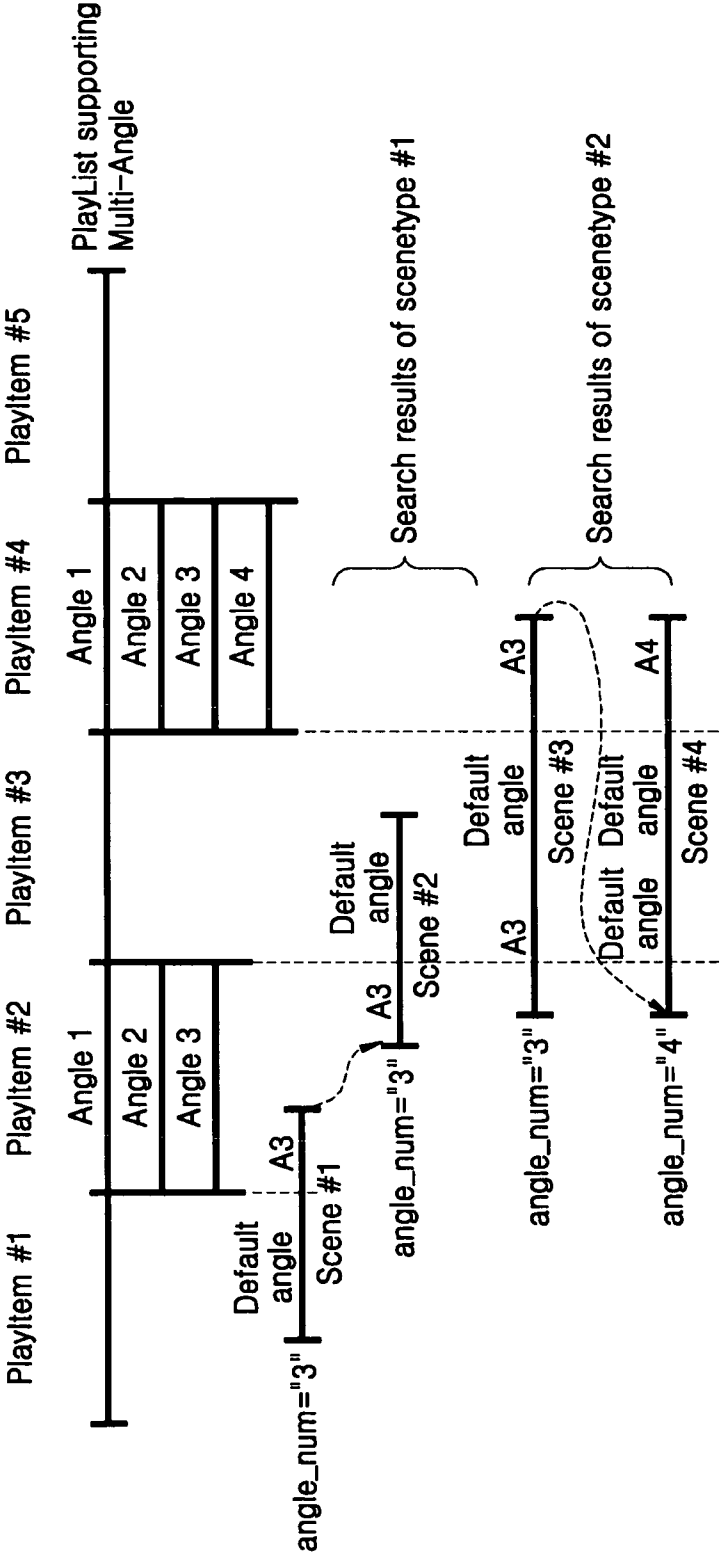 PlayItem #1
PlayItem #2
PlayItem #3
PlayItem #4
PlayItem #5
PlayList supporting
Multi-Angle
Angle 1
Angle 2
Angle 3
Angle 1
Angle 2
Angle 3
Angle 4
angle_num="3"
Default
angle
A3
Scene #1
angle_num="3"
A3
Default
angle
Scene #2
Search results of scenetype #1
angle_num="3"
A3
Default
angle
A3
Scene #3
angle_num="4"
Default
angle
Default
angle
A4
Scene #4
Search results of scenetype #2